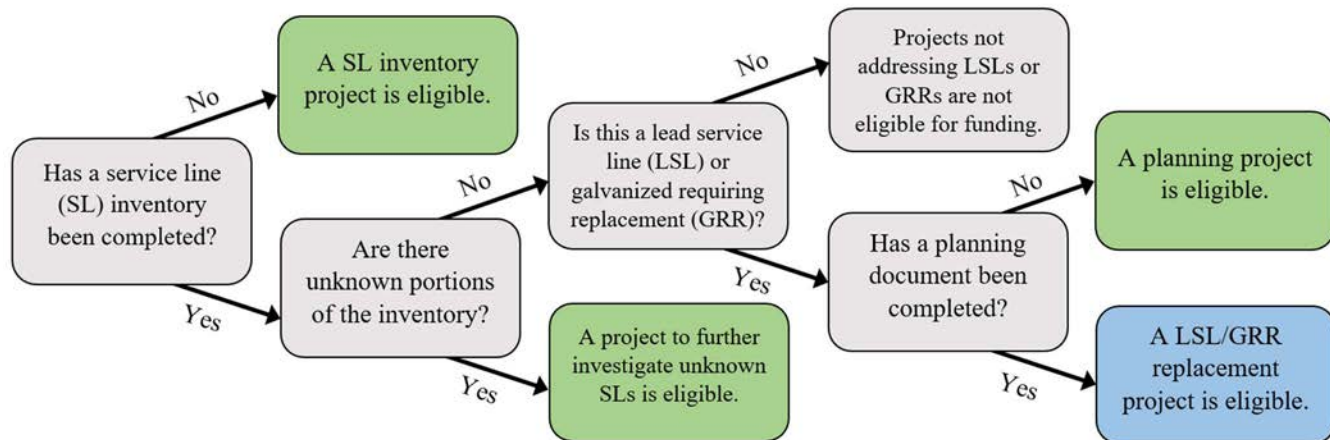 Has a service line
(SL) inventory
been completed?
No
A SL inventory
project is eligible.
Yes
Are there
unknown portions
of the inventory?
No
Is this a lead service
line (LSL) or
galvanized requiring
replacement (GRR)?
Yes
A project to further
investigate unknown
SLs is eligible.
No
Projects not
addressing LSLs or
GRRs are not
eligible for funding.
Yes
Has a planning
document been
completed?
No
A planning project
is eligible.
Yes
A LSL/GRR
replacement
project is eligible.